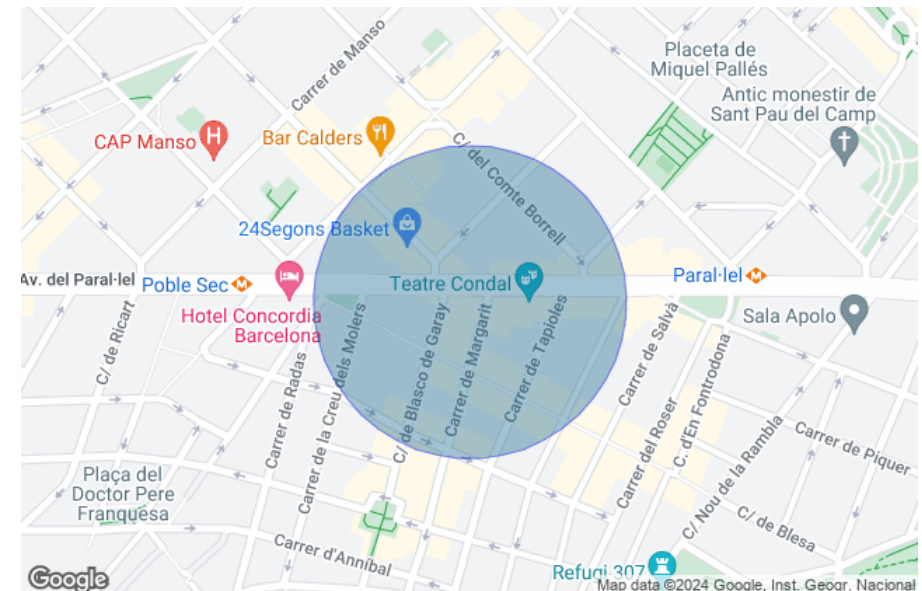 Carrer de Manso
Placeta de
Miquel Pallés
Antic monestir de
Sant Pau del Camp
CAP Manso
Bar Calders
C/ del Comte Borrell
24Segons Basket
Av. del Paral·lel
Poble Sec
Teatre Condal
Paral·lel
Hotel Concordia
Barcelona
Sala Apolo
C/ de Ricart
Carrer de Radas
Carrer de la Creu dels Molers
C/ de Blasco de Garay
Carrer de Margarit
Carrer de Tapioles
Carrer de Salvà
Carrer del Roser
C. d'En Fontrodona
C/ Nou de la Rambla
Carrer de Piquer
C/ de Blesa
Plaça del
Doctor Pere
Franquesa
Carrer d'Anníbal
Refugi 307
Google
Map data ©2024 Google, Inst. Geogr. Nacional